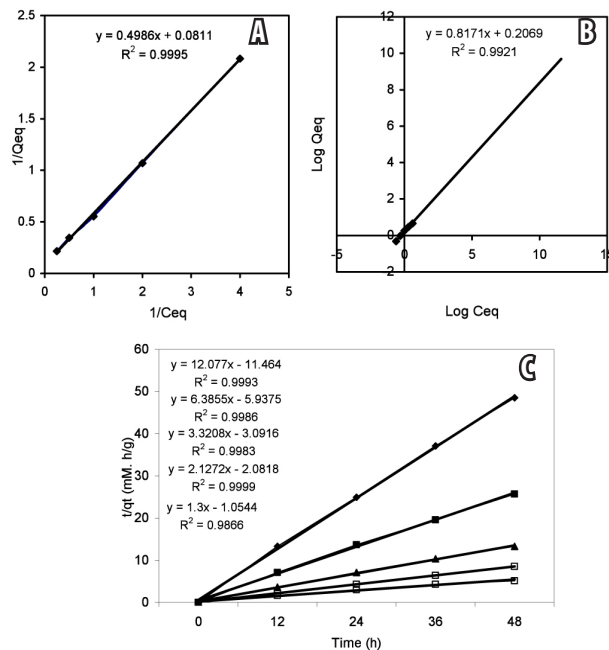 A
y = 0.4986x + 0.0811
R² = 0.9995
2.5
2
1.5
1
0.5
0
0 1 2 3 4 5
1/Qeq
1/Ceq
B
y = 0.8171x + 0.2069
R² = 0.9921
12
10
8
6
4
2
0
2
-5 0 5 10
Log Qeq
Log Ceq
C
y = 12.077x - 11.464
R² = 0.9993
y = 6.3855x - 5.9375
R² = 0.9986
y = 3.3208x - 3.0916
R² = 0.9983
y = 2.1272x - 2.0818
R² = 0.9999
y = 1.3x - 1.0544
R² = 0.9866
60
50
40
30
20
10
0
0 12 24 36 48
t/qt (mM. h/g)
Time (h)